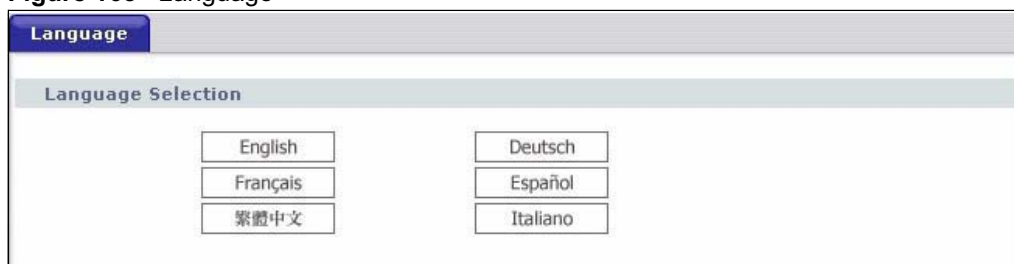 Language
Language Selection
English
Deutsch
Français
Español
繁體中文
Italiano